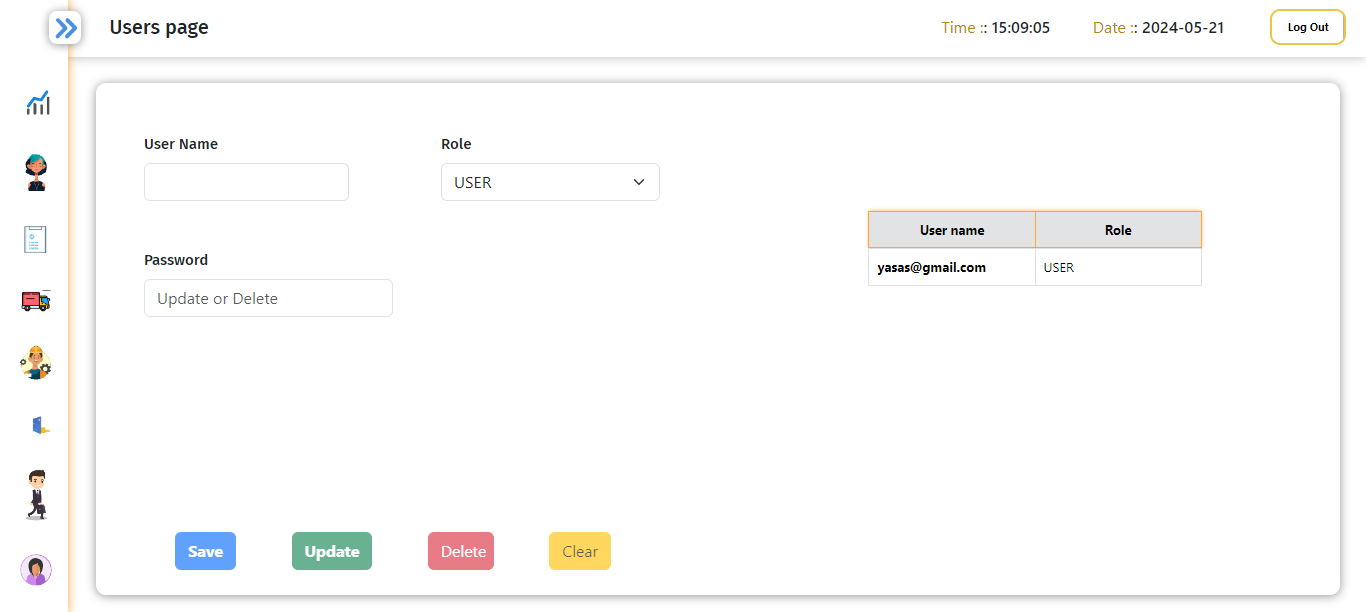 Users page
Time :: 15:09:05
Date :: 2024-05-21
Log Out
User Name
Role
USER
Password
Update or Delete
User name Role
yasas@gmail.com USER
Save Update Delete Clear